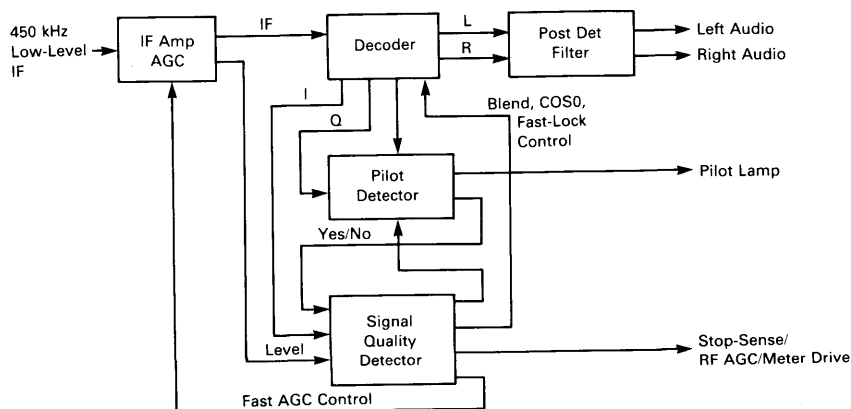 450 kHz
Low-Level
IF
IF Amp
AGC
IF
Decoder
L
R
Post Det
Filter
Left Audio
Right Audio
I
Q
Blend, COS0,
Fast-Lock
Control
Pilot
Detector
Pilot Lamp
Yes/No
Signal
Quality
Detector
Level
Stop-Sense/
RF AGC/Meter Drive
Fast AGC Control